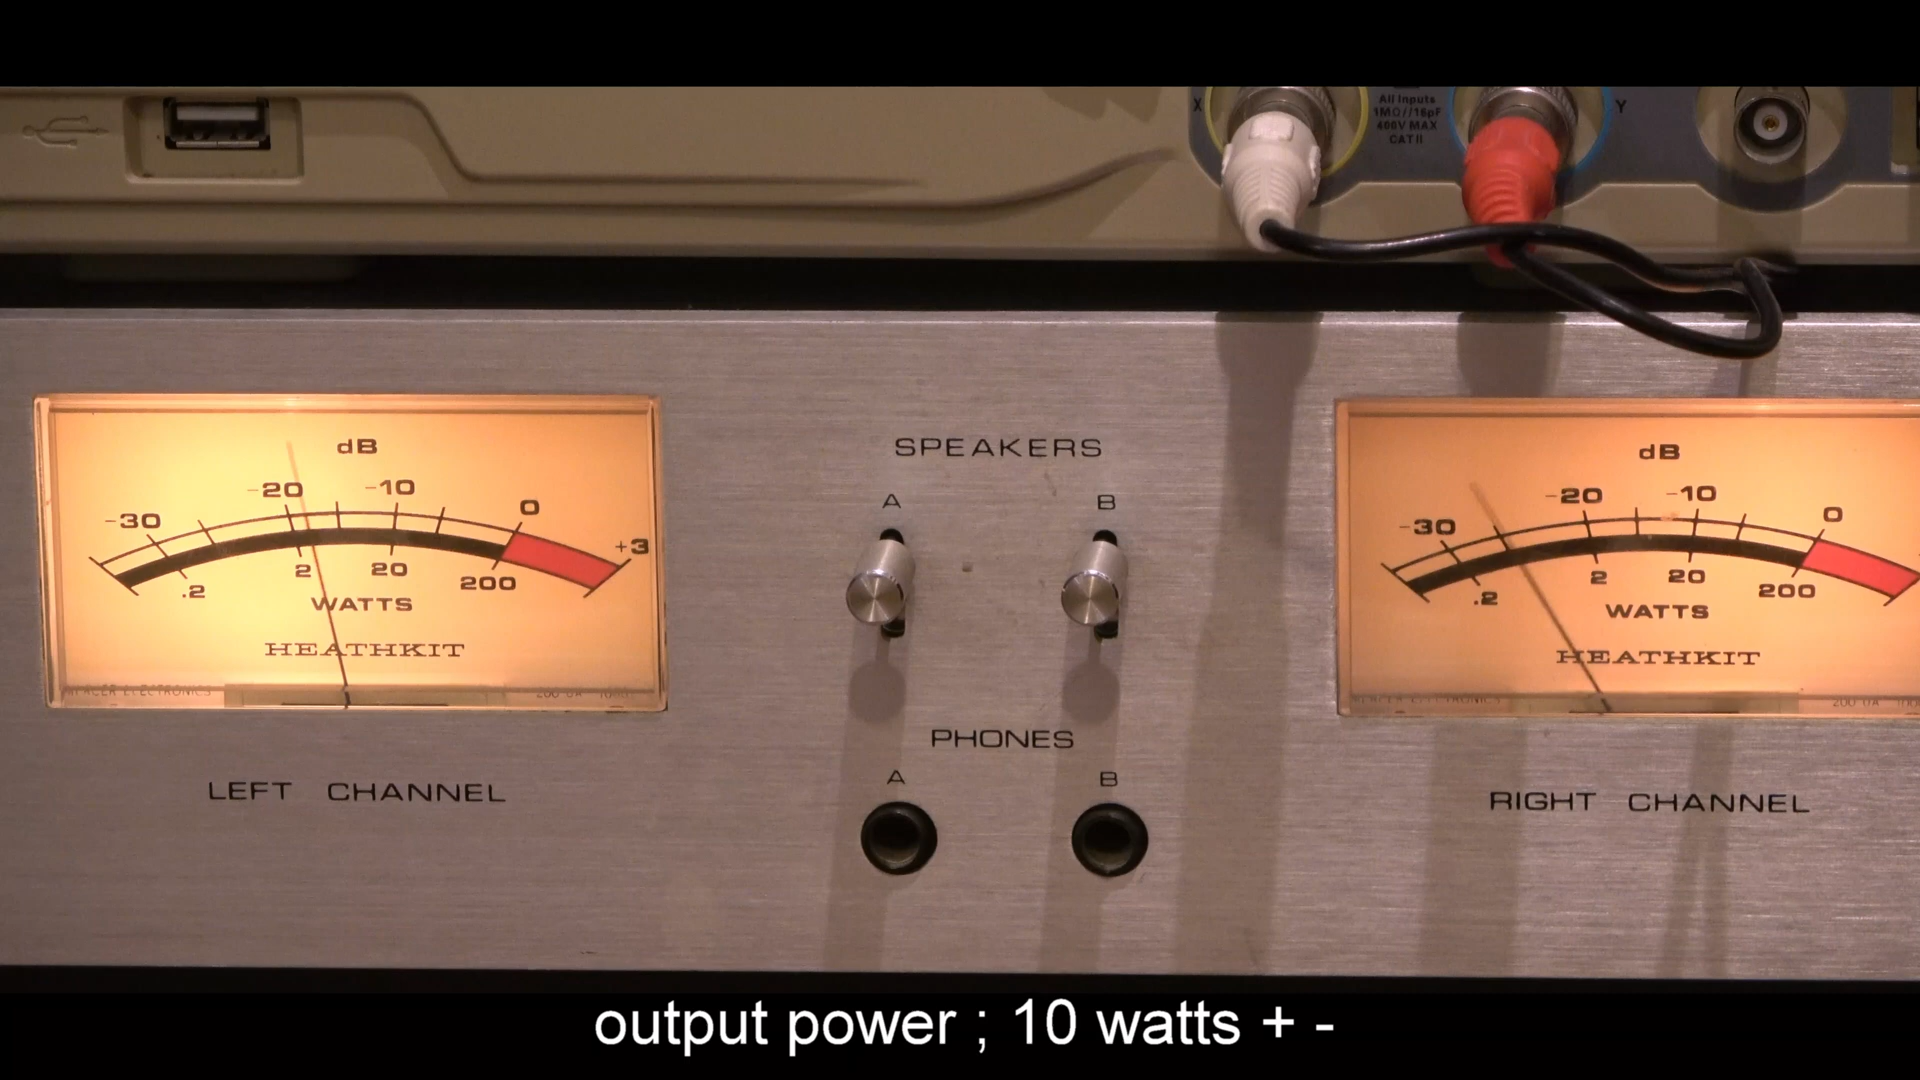 X
All Inputs
1MΩ//15pF
400V MAX
CAT II
Y
dB
-30 -20 -10 0 +3
.2 2 20 200
WATTS
HEATHKIT
LEFT CHANNEL
SPEAKERS
A B
PHONES
A B
dB
-30 -20 -10 0
.2 2 20 200
WATTS
HEATHKIT
RIGHT CHANNEL
output power ; 10 watts + -